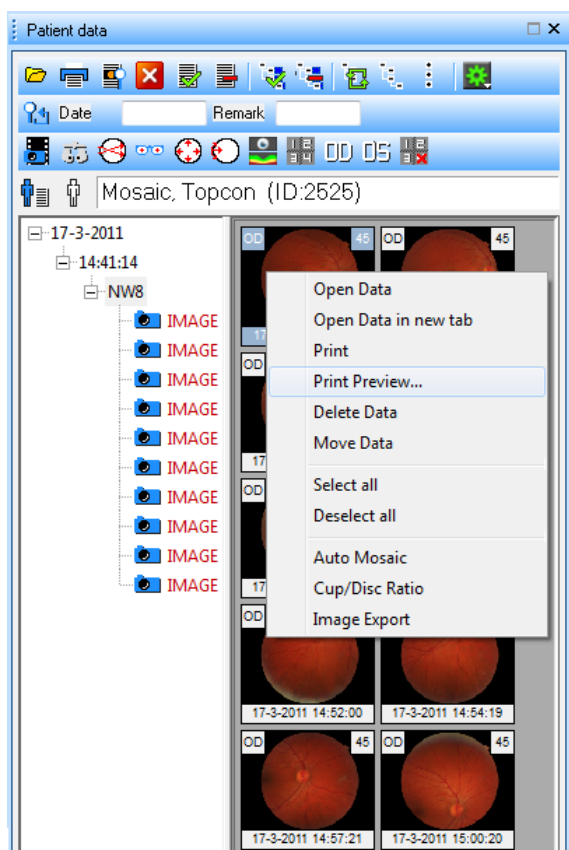 Patient data
Date
Remark
OD OS
Mosaic, Topcon (ID:2525)
17-3-2011
14:41:14
NW8
IMAGE
IMAGE
IMAGE
IMAGE
IMAGE
IMAGE
IMAGE
IMAGE
IMAGE
IMAGE
OD 45 OD 45
17
OD
17
OD
17
OD
17-3-2011 14:52:00 17-3-2011 14:54:19
OD 45 OD 45
17-3-2011 14:57:21 17-3-2011 15:00:20
Open Data
Open Data in new tab
Print
Print Preview...
Delete Data
Move Data
Select all
Deselect all
Auto Mosaic
Cup/Disc Ratio
Image Export